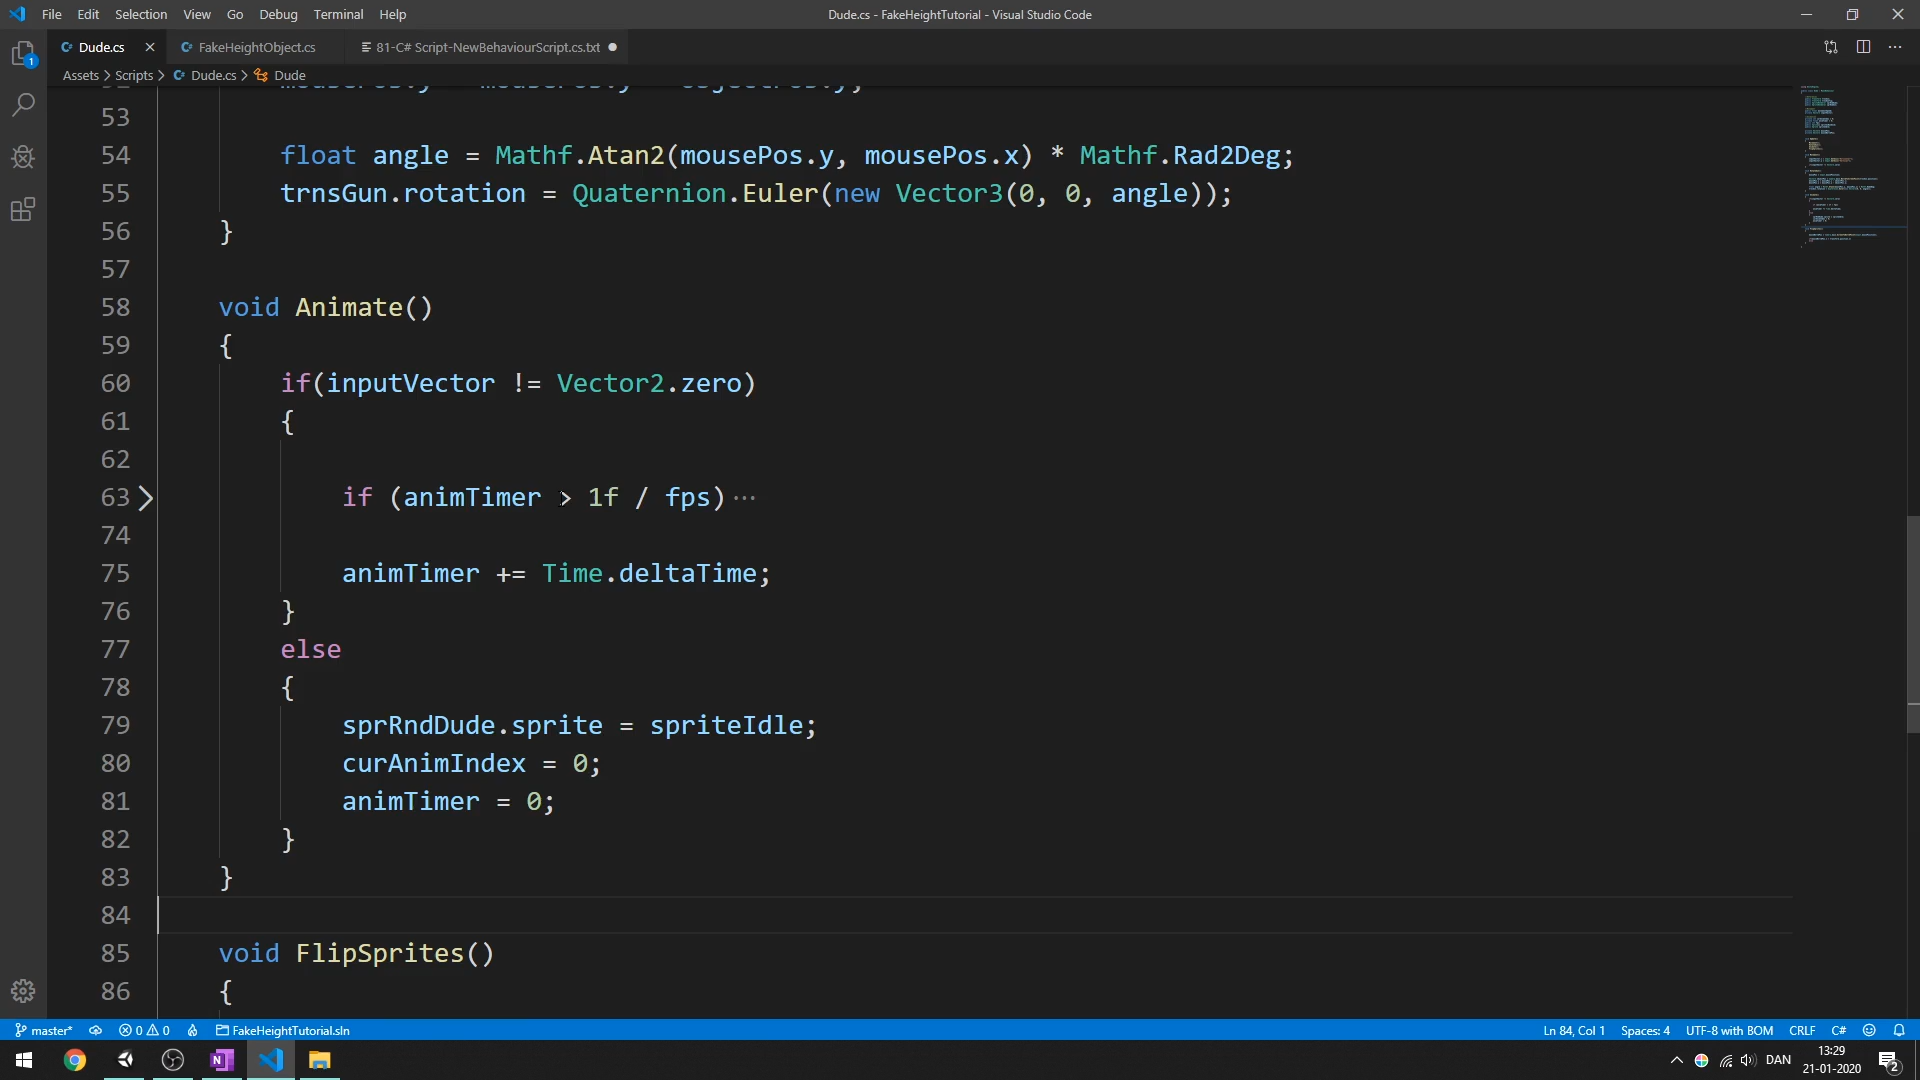 File Edit Selection View Go Debug Terminal Help
Dude.cs - FakeHeightTutorial - Visual Studio Code
Dude.cs
FakeHeightObject.cs
81-C# Script-NewBehaviourScript.cs.txt
1
Assets > Scripts > Dude.cs > Dude
53
54 float angle = Mathf.Atan2(mousePos.y, mousePos.x) * Mathf.Rad2Deg;
55 trnsGun.rotation = Quaternion.Euler(new Vector3(0, 0, angle));
56 }
57
58 void Animate()
59 {
60 if(inputVector != Vector2.zero)
61 {
62
63 if (animTimer > 1f / fps)···
74
75 animTimer += Time.deltaTime;
76 }
77 else
78 {
79 sprRndDude.sprite = spriteIdle;
80 curAnimIndex = 0;
81 animTimer = 0;
82 }
83 }
84
85 void FlipSprites()
86 {
master* 0 0 FakeHeightTutorial.sln
Ln 84, Col 1 Spaces: 4 UTF-8 with BOM CRLF C#
DAN
13:29
21-01-2020
2